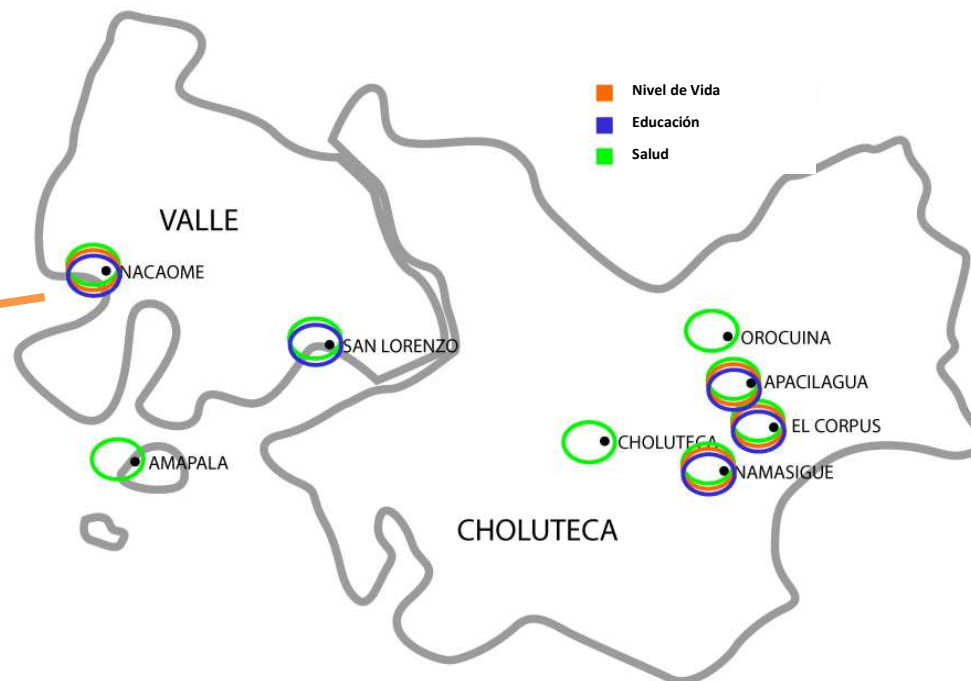 Nivel de Vida
Educación
Salud
VALLE
NACAOME
SAN LORENZO
OROCUINA
APACILAGUA
EL CORPUS
CHOLUTECA
AMAPALA
NAMASIGUE
CHOLUTECA